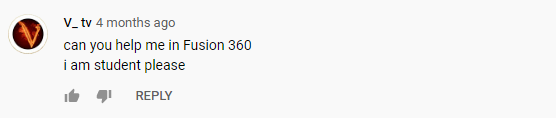 V_ tv 4 months ago
can you help me in Fusion 360
i am student please
REPLY